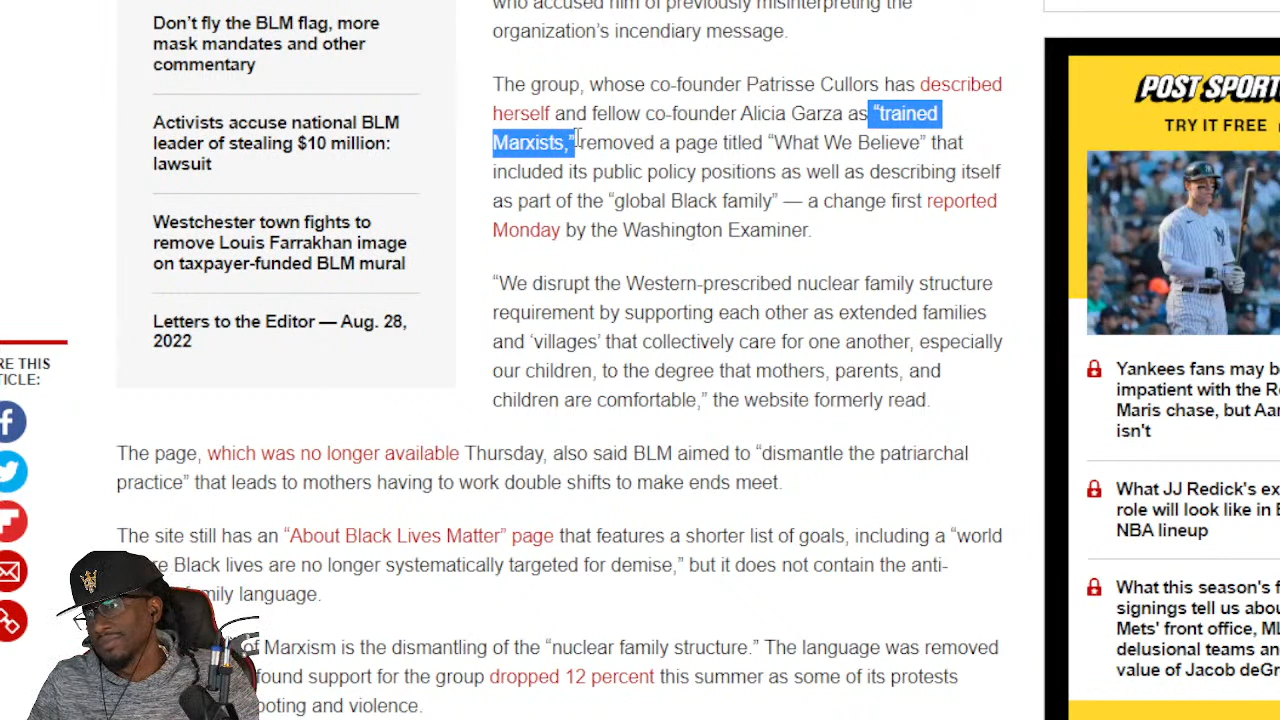 Don’t fly the BLM flag, more
mask mandates and other
commentary
Activists accuse national BLM
leader of stealing $10 million:
lawsuit
Westchester town fights to
remove Louis Farrakhan image
on taxpayer-funded BLM mural
Letters to the Editor — Aug. 28,
2022
RE THIS
TICLE:
who accused him of previously misinterpreting the
organization’s incendiary message.
The group, whose co-founder Patrisse Cullors has described
herself and fellow co-founder Alicia Garza as “trained
Marxists,” removed a page titled “What We Believe” that
included its public policy positions as well as describing itself
as part of the “global Black family” — a change first reported
Monday by the Washington Examiner.
“We disrupt the Western-prescribed nuclear family structure
requirement by supporting each other as extended families
and ‘villages’ that collectively care for one another, especially
our children, to the degree that mothers, parents, and
children are comfortable,” the website formerly read.
The page, which was no longer available Thursday, also said BLM aimed to “dismantle the patriarchal
practice” that leads to mothers having to work double shifts to make ends meet.
The site still has an “About Black Lives Matter” page that features a shorter list of goals, including a “world
re Black lives are no longer systematically targeted for demise,” but it does not contain the anti-
mily language.
of Marxism is the dismantling of the “nuclear family structure.” The language was removed
found support for the group dropped 12 percent this summer as some of its protests
ooting and violence.
POST SPORT
TRY IT FREE
Yankees fans may b
impatient with the R
Maris chase, but Aar
isn't
What JJ Redick's ex
role will look like in B
NBA lineup
What this season's f
signings tell us abou
Mets' front office, ML
delusional teams an
value of Jacob deGr